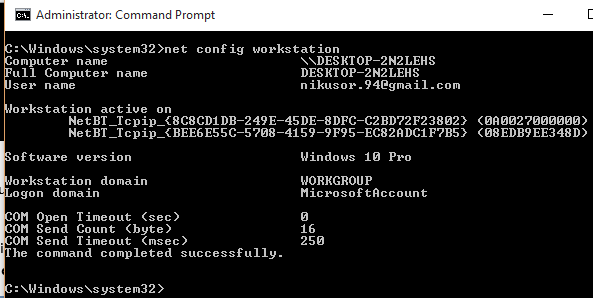 Administrator: Command Prompt
C:\Windows\system32>net config workstation
Computer name                        \\DESKTOP-2N2LEHS
Full Computer name                   DESKTOP-2N2LEHS
User name                            nikusor.94@gmail.com
Workstation active on
NetBT_Tcpip_{8C8CD1DB-249E-45DE-8DFC-C2BD72F23802} (0A0027000000)
NetBT_Tcpip_{BEE6E55C-5708-4159-9F95-EC82ADC1F7B5} (08EDB9EE348D)
Software version                     Windows 10 Pro
Workstation domain                   WORKGROUP
Logon domain                         MicrosoftAccount
COM Open Timeout (sec)               0
COM Send Count (byte)                16
COM Send Timeout (msec)              250
The command completed successfully.
C:\Windows\system32>